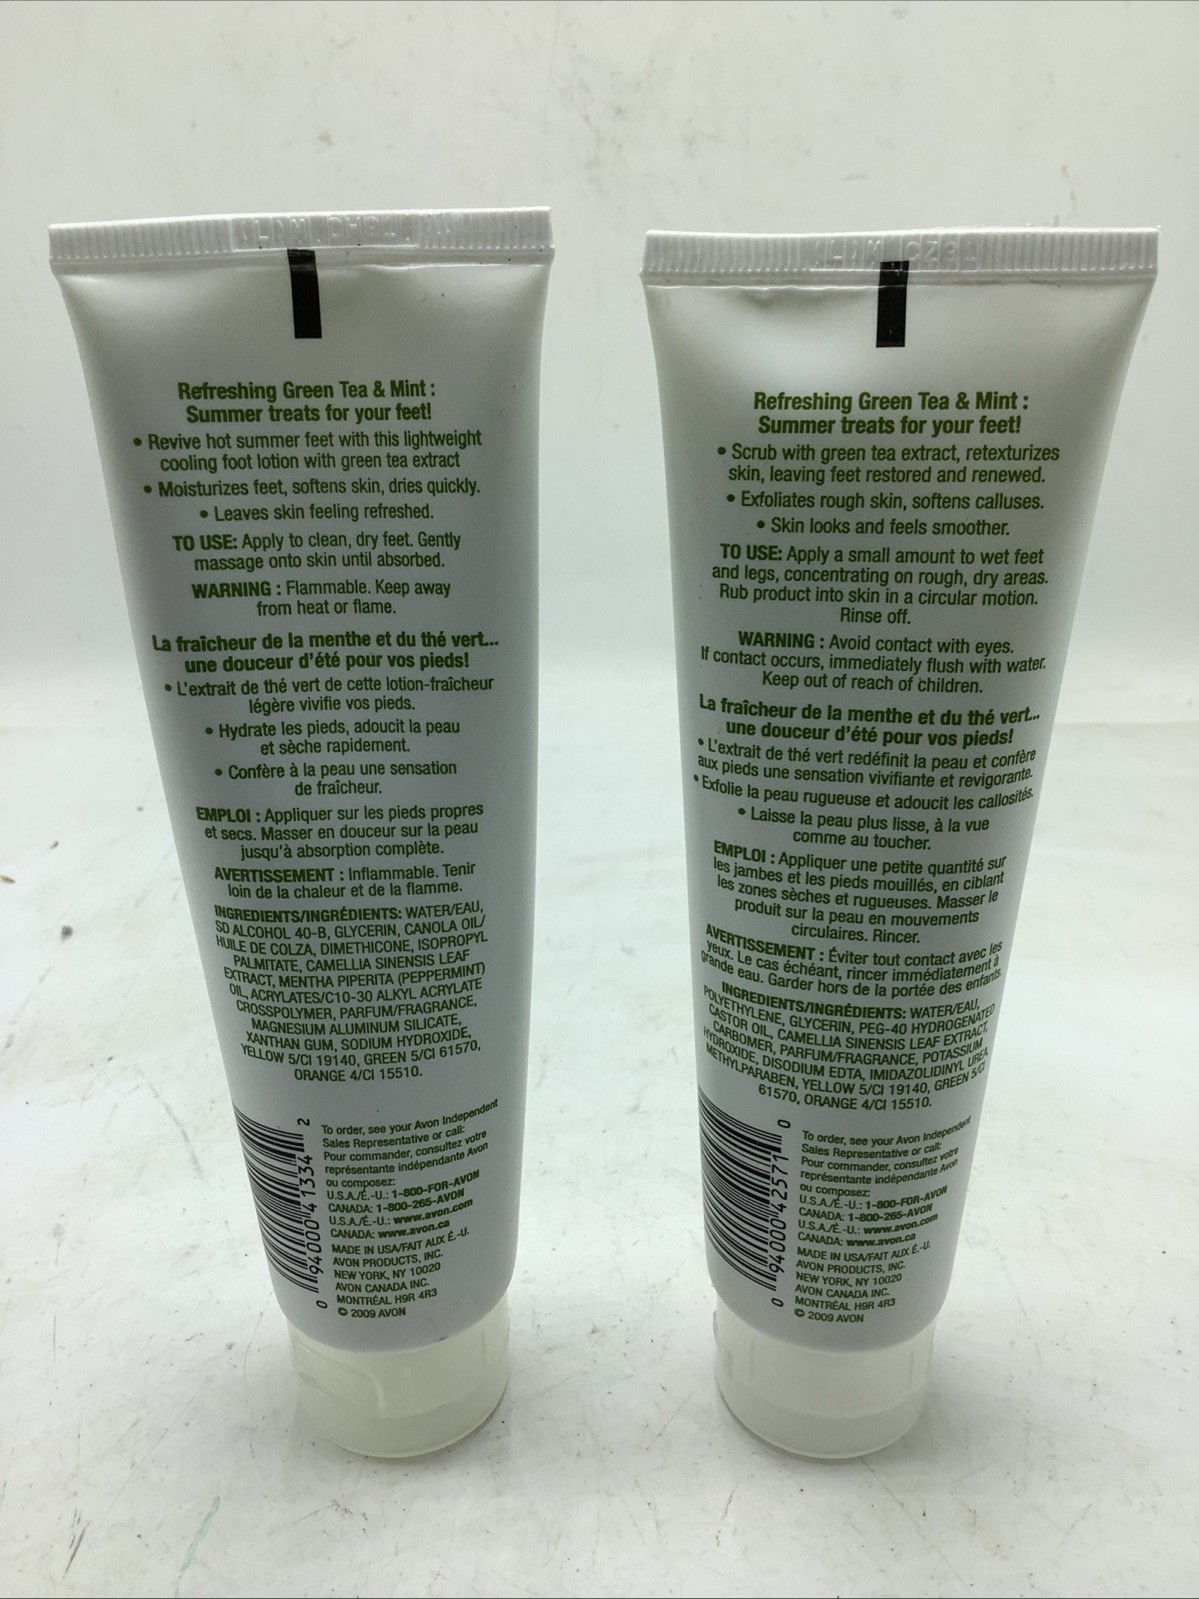 Refreshing Green Tea & Mint :
Summer treats for your feet!
• Revive hot summer feet with this lightweight
cooling foot lotion with green tea extract
• Moisturizes feet, softens skin, dries quickly.
• Leaves skin feeling refreshed.
TO USE: Apply to clean, dry feet. Gently
massage onto skin until absorbed.
WARNING : Flammable. Keep away
from heat or flame.
La fraîcheur de la menthe et du thé vert...
une douceur d'été pour vos pieds!
• L'extrait de thé vert de cette lotion-fraîcheur
légère vivifie vos pieds.
• Hydrate les pieds, adoucit la peau
et sèche rapidement.
• Confère à la peau une sensation
de fraîcheur.
EMPLOI : Appliquer sur les pieds propres
et secs. Masser en douceur sur la peau
jusqu'à absorption complète.
AVERTISSEMENT : Inflammable. Tenir
loin de la chaleur et de la flamme.
INGREDIENTS/INGRÉDIENTS: WATER/EAU,
SD ALCOHOL 40-B, GLYCERIN, CANOLA OIL/
HUILE DE COLZA, DIMETHICONE, ISOPROPYL
PALMITATE, CAMELLIA SINENSIS LEAF
EXTRACT, MENTHA PIPERITA (PEPPERMINT)
OIL, ACRYLATES/C10-30 ALKYL ACRYLATE
CROSSPOLYMER, PARFUM/FRAGRANCE,
MAGNESIUM ALUMINUM SILICATE,
XANTHAN GUM, SODIUM HYDROXIDE,
YELLOW 5/CI 19140, GREEN 5/CI 61570,
ORANGE 4/CI 15510.
0 94000 41334 2
To order, see your Avon Independent
Sales Representative or call:
Pour commander, consultez votre
représentante indépendante Avon
ou composez:
U.S.A./É.-U.: 1-800-FOR-AVON
CANADA: 1-800-265-AVON
U.S.A./É.-U.: www.avon.com
CANADA: www.avon.ca
MADE IN USA/FAIT AUX É.-U.
AVON PRODUCTS, INC.
NEW YORK, NY 10020
AVON CANADA INC.
MONTRÉAL H9R 4R3
© 2009 AVON
Refreshing Green Tea & Mint :
Summer treats for your feet!
• Scrub with green tea extract, retexturizes
skin, leaving feet restored and renewed.
• Exfoliates rough skin, softens calluses.
• Skin looks and feels smoother.
TO USE: Apply a small amount to wet feet
and legs, concentrating on rough, dry areas.
Rub product into skin in a circular motion.
Rinse off.
WARNING : Avoid contact with eyes.
If contact occurs, immediately flush with water.
Keep out of reach of children.
La fraîcheur de la menthe et du thé vert...
une douceur d'été pour vos pieds!
• L'extrait de thé vert redéfinit la peau et confère
aux pieds une sensation vivifiante et revigorante.
• Exfolie la peau rugueuse et adoucit les callosités.
• Laisse la peau plus lisse, à la vue
comme au toucher.
EMPLOI : Appliquer une petite quantité sur
les jambes et les pieds mouillés, en ciblant
les zones sèches et rugueuses. Masser le
produit sur la peau en mouvements
circulaires. Rincer.
AVERTISSEMENT : Éviter tout contact avec les
yeux. Le cas échéant, rincer immédiatement à
grande eau. Garder hors de la portée des enfants.
INGREDIENTS/INGRÉDIENTS: WATER/EAU,
POLYETHYLENE, GLYCERIN, PEG-40 HYDROGENATED
CASTOR OIL, CAMELLIA SINENSIS LEAF EXTRACT,
CARBOMER, PARFUM/FRAGRANCE, POTASSIUM
HYDROXIDE, DISODIUM EDTA, IMIDAZOLIDINYL UREA,
METHYLPARABEN, YELLOW 5/CI 19140, GREEN 5/CI
61570, ORANGE 4/CI 15510.
0 94000 42571 0
To order, see your Avon Independent
Sales Representative or call:
Pour commander, consultez votre
représentante indépendante Avon
ou composez:
U.S.A./É.-U.: 1-800-FOR-AVON
CANADA: 1-800-265-AVON
U.S.A./É.-U.: www.avon.com
CANADA: www.avon.ca
MADE IN USA/FAIT AUX É.-U.
AVON PRODUCTS, INC.
NEW YORK, NY 10020
AVON CANADA INC.
MONTRÉAL H9R 4R3
© 2009 AVON